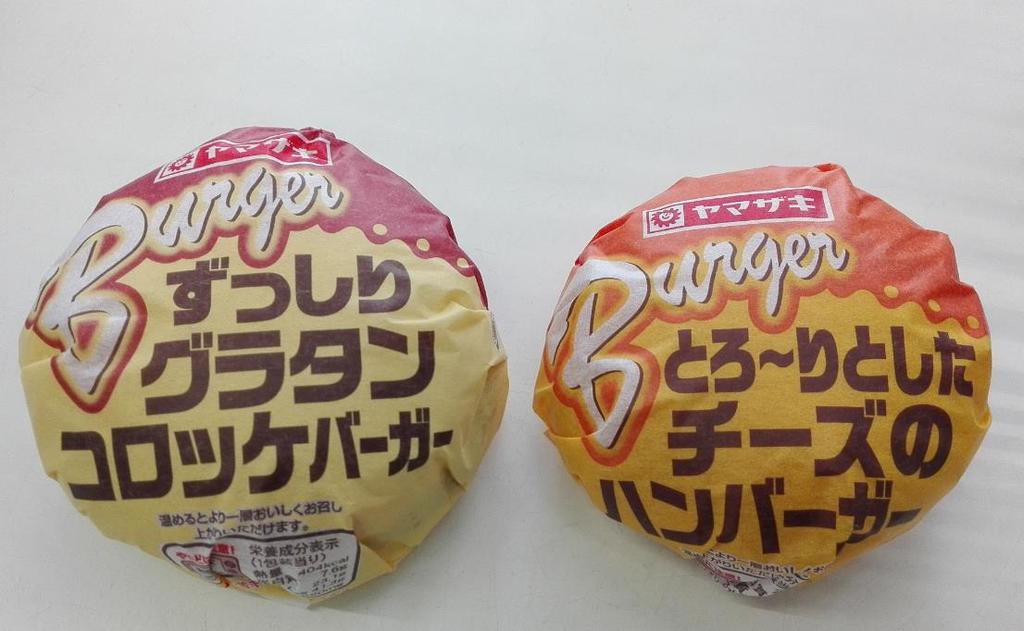 ヤマザキ
Burger
ずっしり
グラタン
コロッケバーガー
温めるとより一層おいしくお召し
上がりいただけます。
栄養成分表示
(1包装当り)
熱量 404kcal
ヤマザキ
Burger
とろ〜りとした
チーズの
ハンバーガー